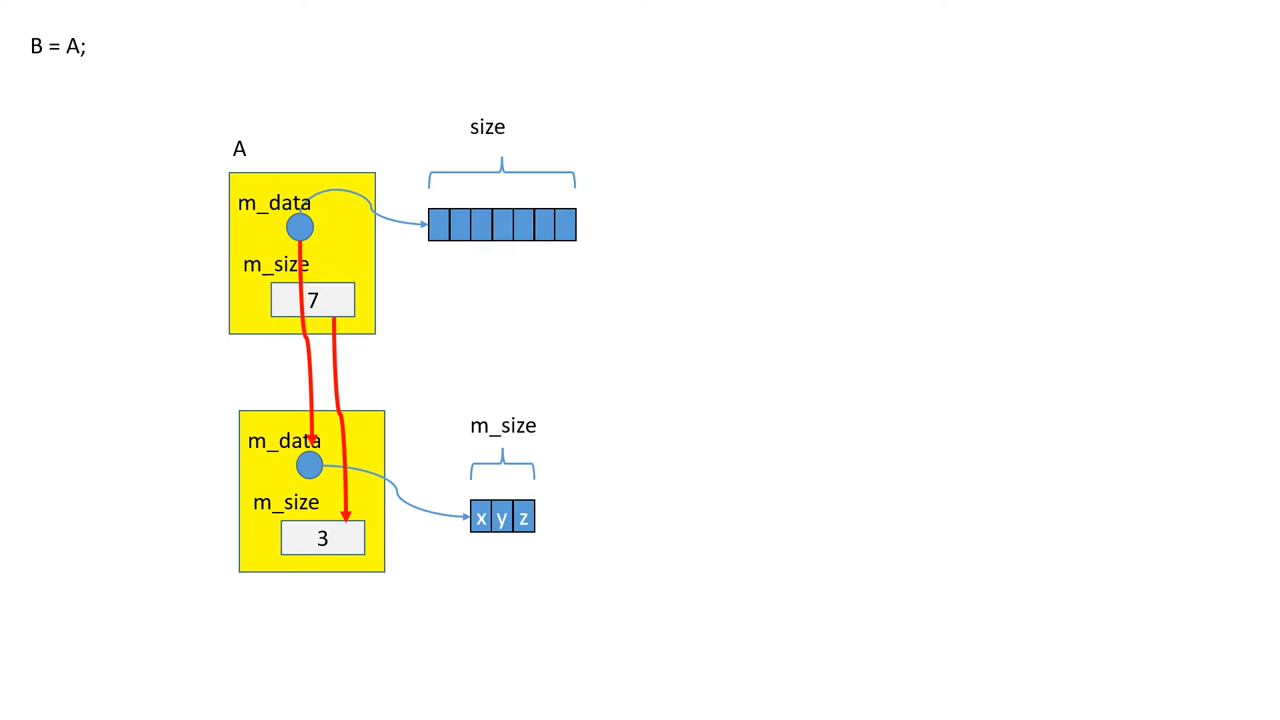 B = A;
size
A
m_data
m_size
7
m_data
m_size
m_size
x y z
3